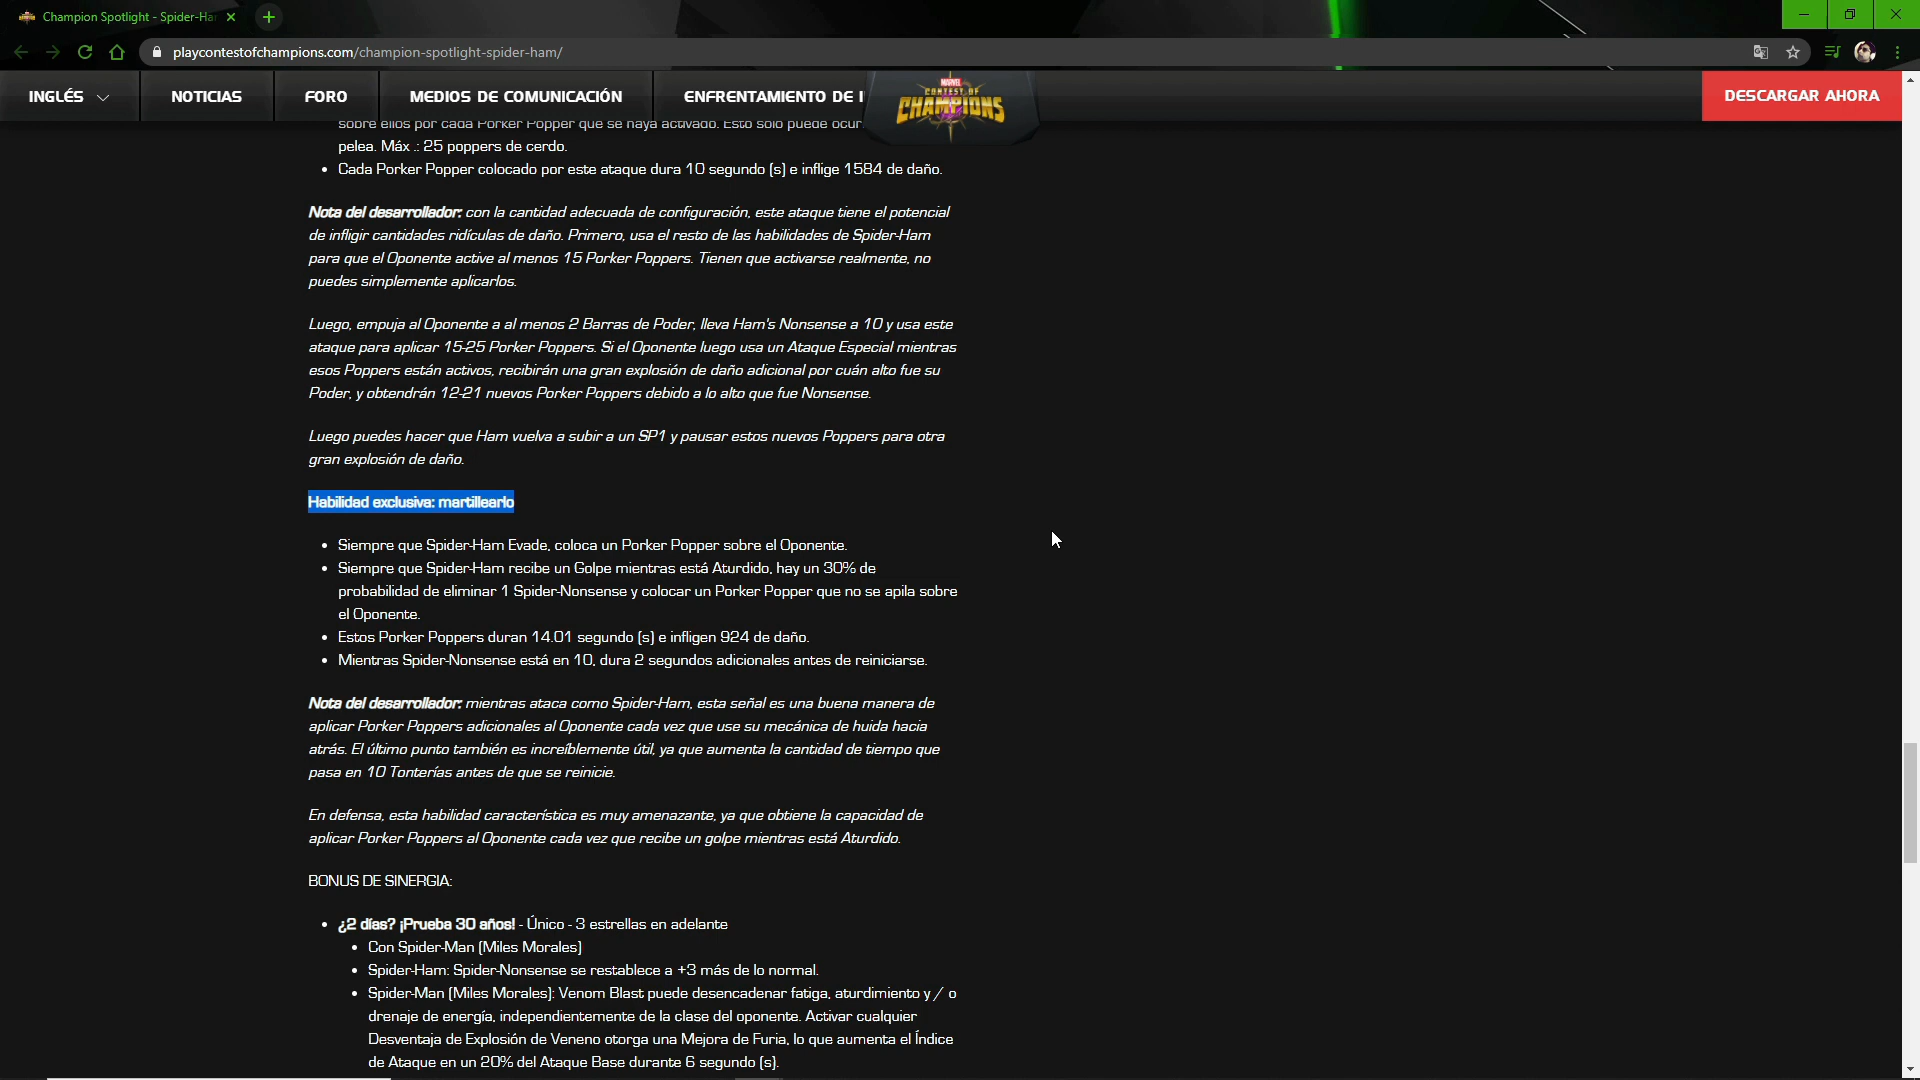 Champion Spotlight - Spider-Ha
playcontestofchampions.com/champion-spotlight-spider-ham/
INGLÉS
NOTICIAS
FORO
MEDIOS DE COMUNICACIÓN
ENFRENTAMIENTO DE I
MARVEL
CONTEST OF
CHAMPIONS
DESCARGAR AHORA
sobre ellos por cada Porker Popper que se haya activado. Esto solo puede ocur
pelea. Máx .: 25 poppers de cerdo.
• Cada Porker Popper colocado por este ataque dura 10 segundo (s) e inflige 1584 de daño.
Nota del desarrollador: con la cantidad adecuada de configuración, este ataque tiene el potencial
de infligir cantidades ridículas de daño. Primero, usa el resto de las habilidades de Spider-Ham
para que el Oponente active al menos 15 Porker Poppers. Tienen que activarse realmente, no
puedes simplemente aplicarlos.
Luego, empuja al Oponente a al menos 2 Barras de Poder, lleva Ham's Nonsense a 10 y usa este
ataque para aplicar 15-25 Porker Poppers. Si el Oponente luego usa un Ataque Especial mientras
esos Poppers están activos, recibirán una gran explosión de daño adicional por cuán alto fue su
Poder, y obtendrán 12-21 nuevos Porker Poppers debido a lo alto que fue Nonsense.
Luego puedes hacer que Ham vuelva a subir a un SP1 y pausar estos nuevos Poppers para otra
gran explosión de daño.
Habilidad exclusiva: martillearlo
• Siempre que Spider-Ham Evade, coloca un Porker Popper sobre el Oponente.
• Siempre que Spider-Ham recibe un Golpe mientras está Aturdido, hay un 30% de
probabilidad de eliminar 1 Spider-Nonsense y colocar un Porker Popper que no se apila sobre
el Oponente.
• Estos Porker Poppers duran 14.01 segundo (s) e infligen 924 de daño.
• Mientras Spider-Nonsense está en 10, dura 2 segundos adicionales antes de reiniciarse.
Nota del desarrollador: mientras ataca como Spider-Ham, esta señal es una buena manera de
aplicar Porker Poppers adicionales al Oponente cada vez que use su mecánica de huida hacia
atrás. El último punto también es increíblemente útil, ya que aumenta la cantidad de tiempo que
pasa en 10 Tonterías antes de que se reinicie.
En defensa, esta habilidad característica es muy amenazante, ya que obtiene la capacidad de
aplicar Porker Poppers al Oponente cada vez que recibe un golpe mientras está Aturdido.
BONUS DE SINERGIA:
• ¿2 días? ¡Prueba 30 años! - Único - 3 estrellas en adelante
• Con Spider-Man (Miles Morales)
• Spider-Ham: Spider-Nonsense se restablece a +3 más de lo normal.
• Spider-Man (Miles Morales): Venom Blast puede desencadenar fatiga, aturdimiento y / o
drenaje de energía, independientemente de la clase del oponente. Activar cualquier
Desventaja de Explosión de Veneno otorga una Mejora de Furia, lo que aumenta el Índice
de Ataque en un 20% del Ataque Base durante 6 segundo (s).